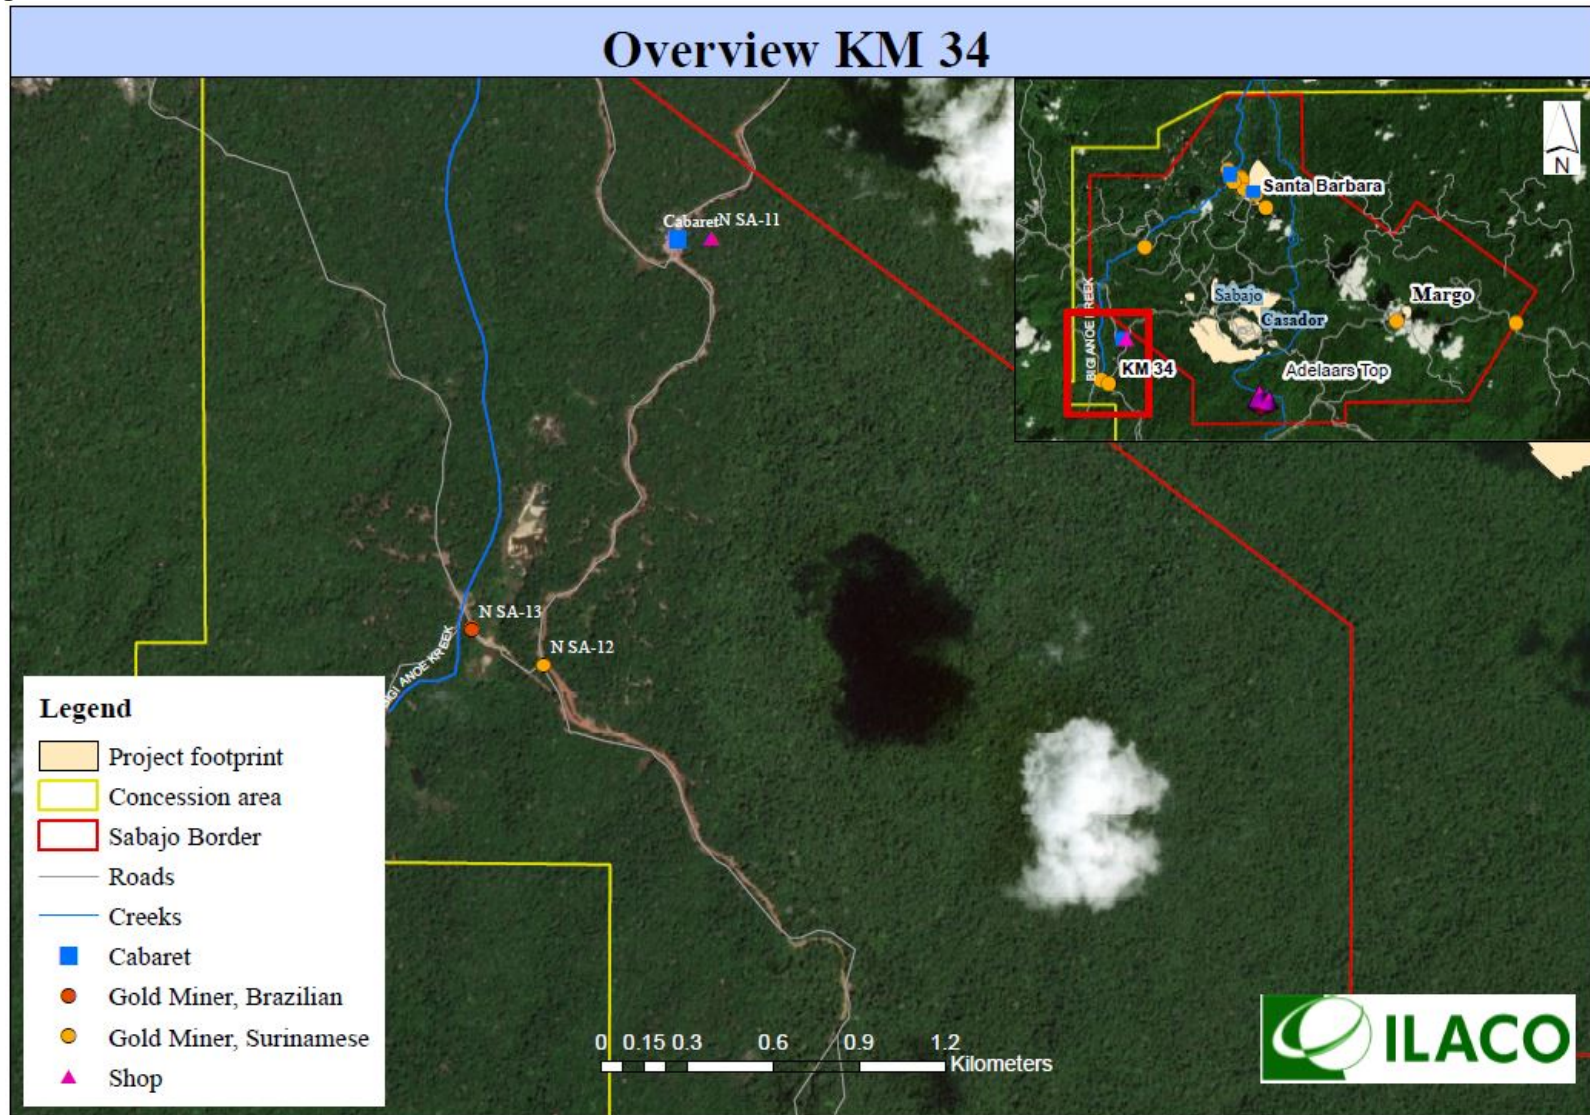 Overview KM 34
N
Santa Barbara
Sabajo
Margo
Casador
BIGI ANOE KREEK
KM 34
Adelaars Top
Cabaret
N SA-11
N SA-13
N SA-12
BIGI ANOE KREEK
Legend
Project footprint
Concession area
Sabajo Border
Roads
Creeks
Cabaret
Gold Miner, Brazilian
Gold Miner, Surinamese
Shop
0 0.15 0.3 0.6 0.9 1.2
Kilometers
ILACO